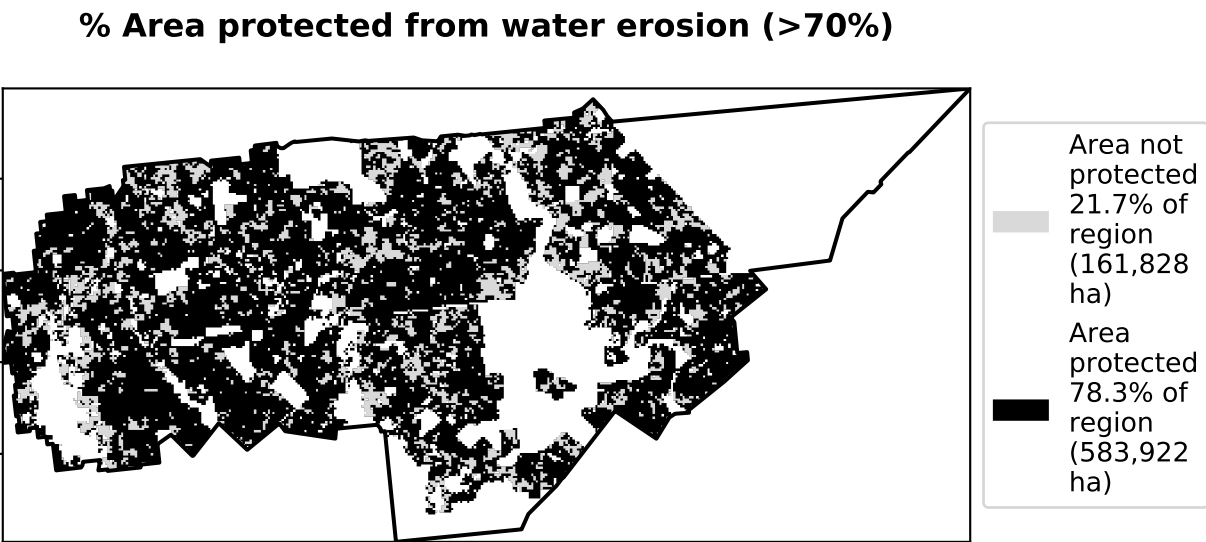 % Area protected from water erosion (>70%)
Area not
protected
21.7% of
region
(161,828
ha)
Area
protected
78.3% of
region
(583,922
ha)